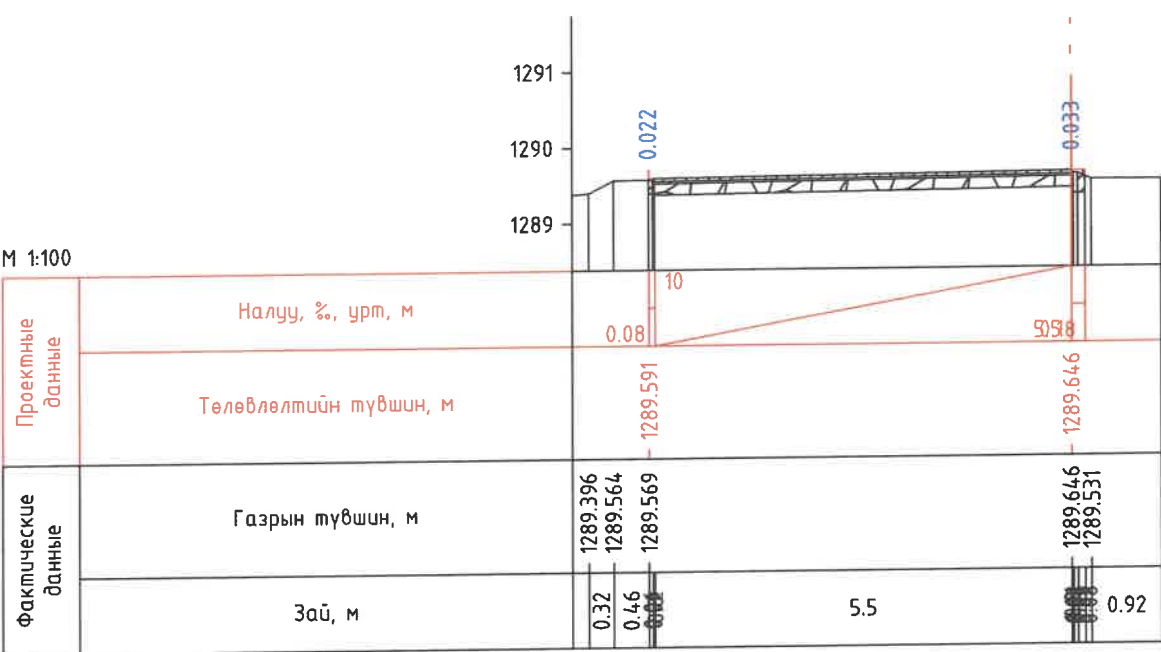 1291
1290
1289
0.022
0.033
М 1:100
Проектные
данные
Налуу, ‰, урт, м
10
0.08
Төлөвлөлтийн түвшин, м
1289.591
1289.646
Фактические
данные
Газрын түвшин, м
1289.396
1289.564
1289.569
1289.646
1289.531
Зай, м
0.32
0.46
5.5
0.92